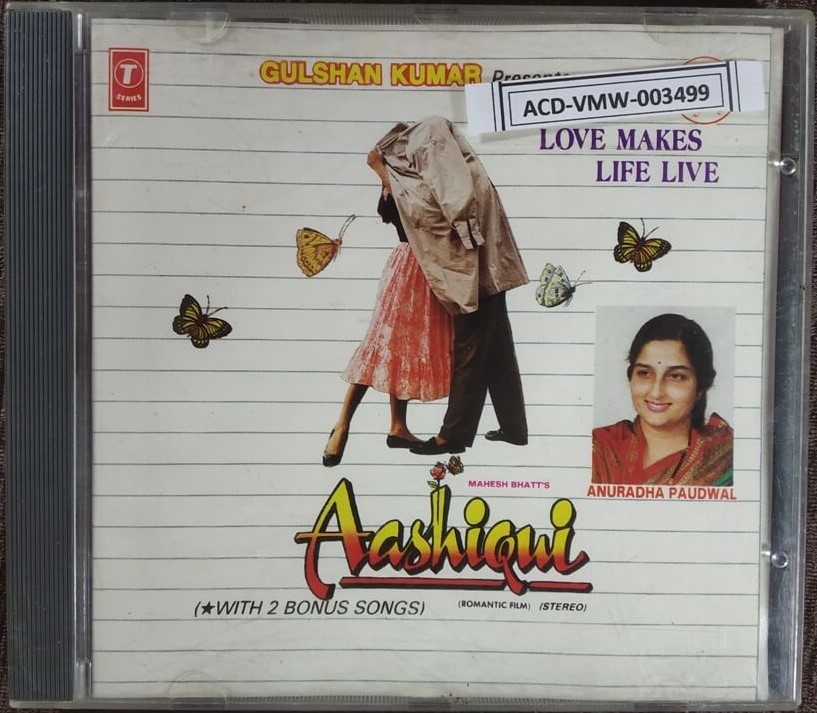 T
SERIES
GULSHAN KUMAR Presents
ACD-VMW-003499
LOVE MAKES
LIFE LIVE
ANURADHA PAUDWAL
MAHESH BHATT'S
Aashiqui
(★WITH 2 BONUS SONGS) (ROMANTIC FILM) (STEREO)